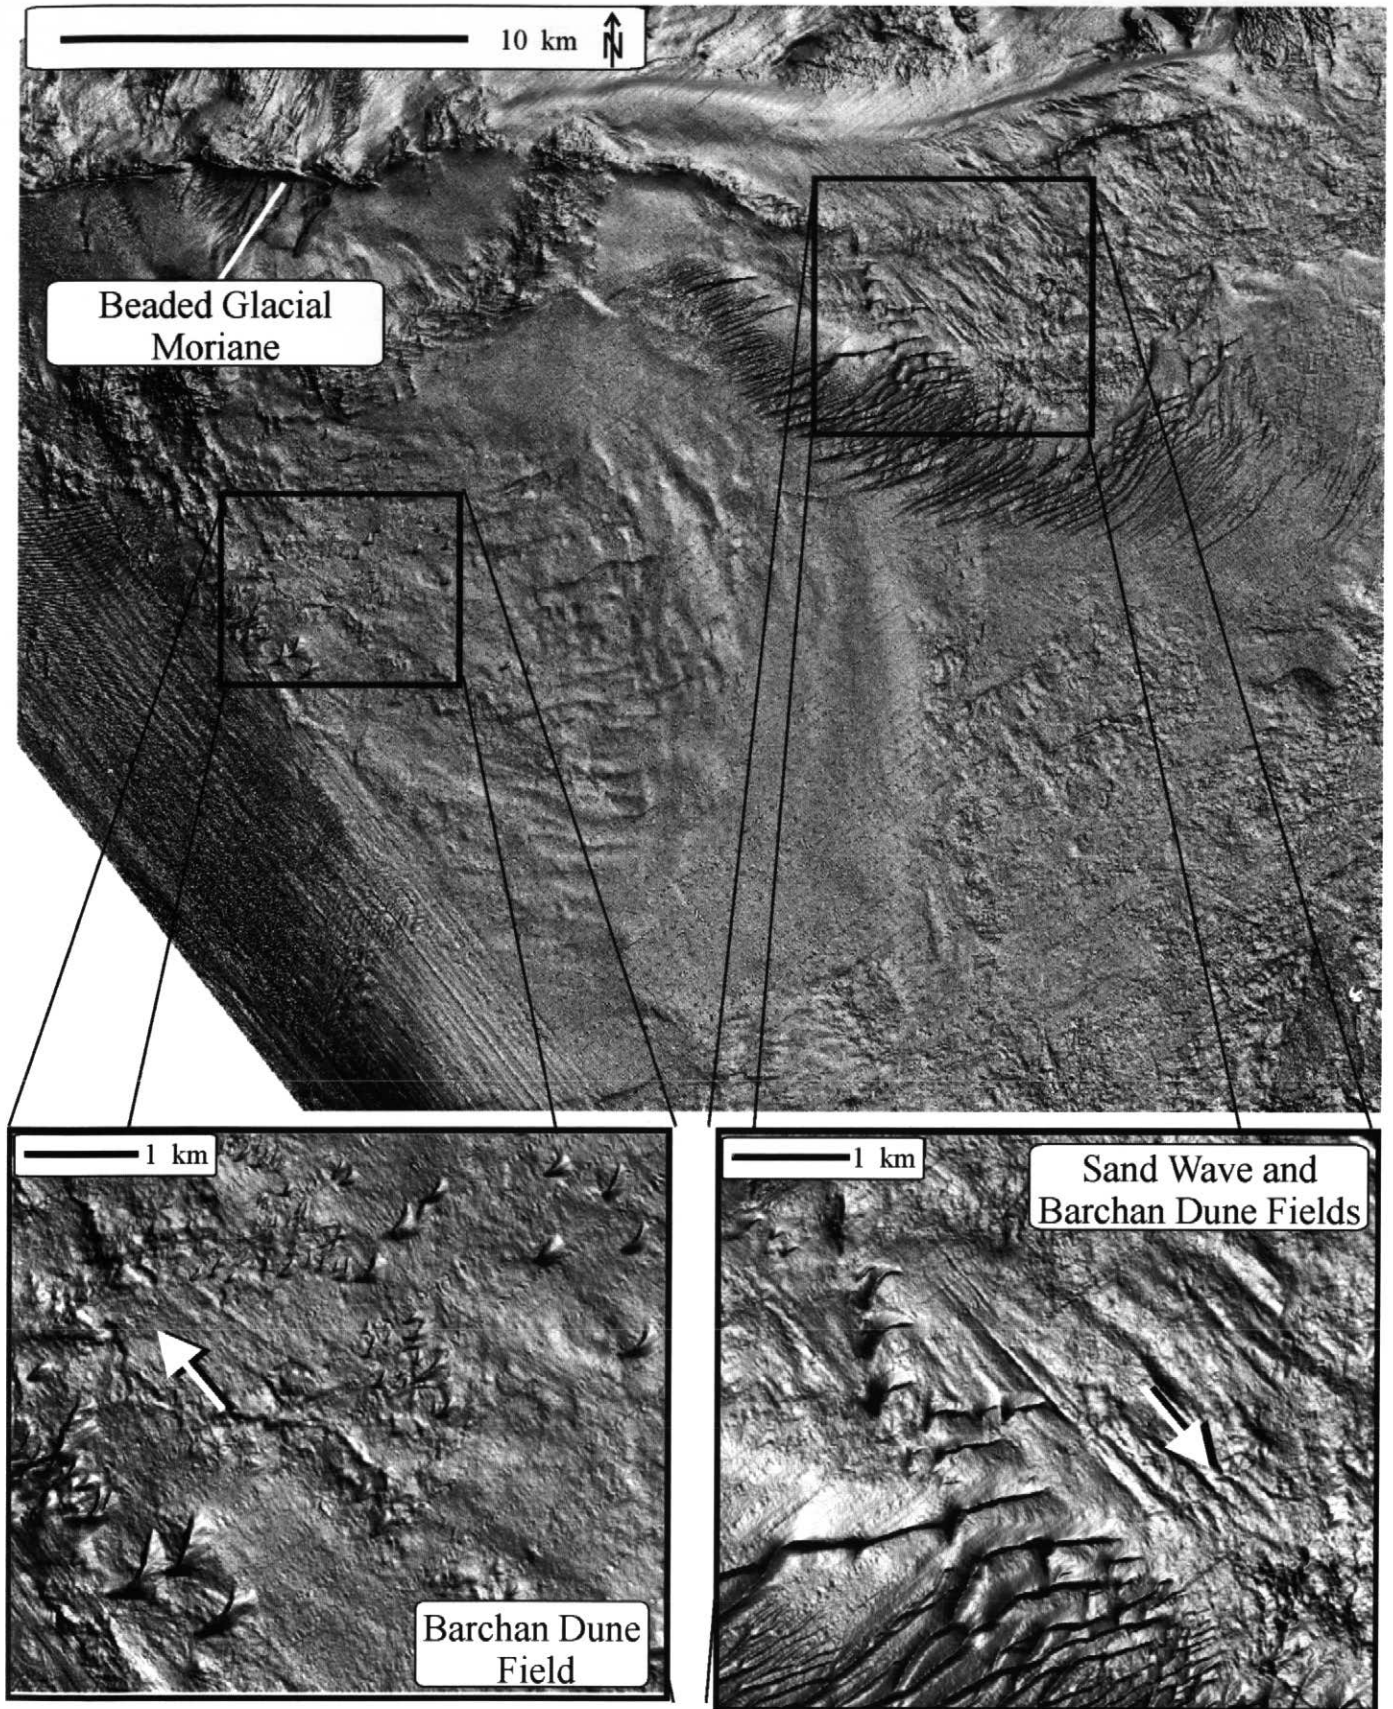 10 km N
Beaded Glacial
Moriane
1 km
Barchan Dune
Field
1 km
Sand Wave and
Barchan Dune Fields